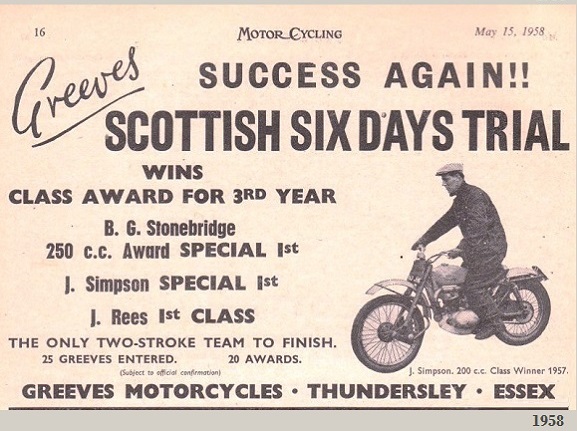 16
MOTOR CYCLING
May 15, 1958
Greeves
SUCCESS AGAIN!!
SCOTTISH SIX DAYS TRIAL
WINS
CLASS AWARD FOR 3RD YEAR
B. G. Stonebridge
250 c.c. Award SPECIAL 1st
J. Simpson SPECIAL 1st
J. Rees 1st CLASS
THE ONLY TWO-STROKE TEAM TO FINISH.
25 GREEVES ENTERED. 20 AWARDS.
(Subject to official confirmation)
J. Simpson. 200 c.c. Class Winner 1957.
GREEVES MOTORCYCLES · THUNDERSLEY · ESSEX
1958